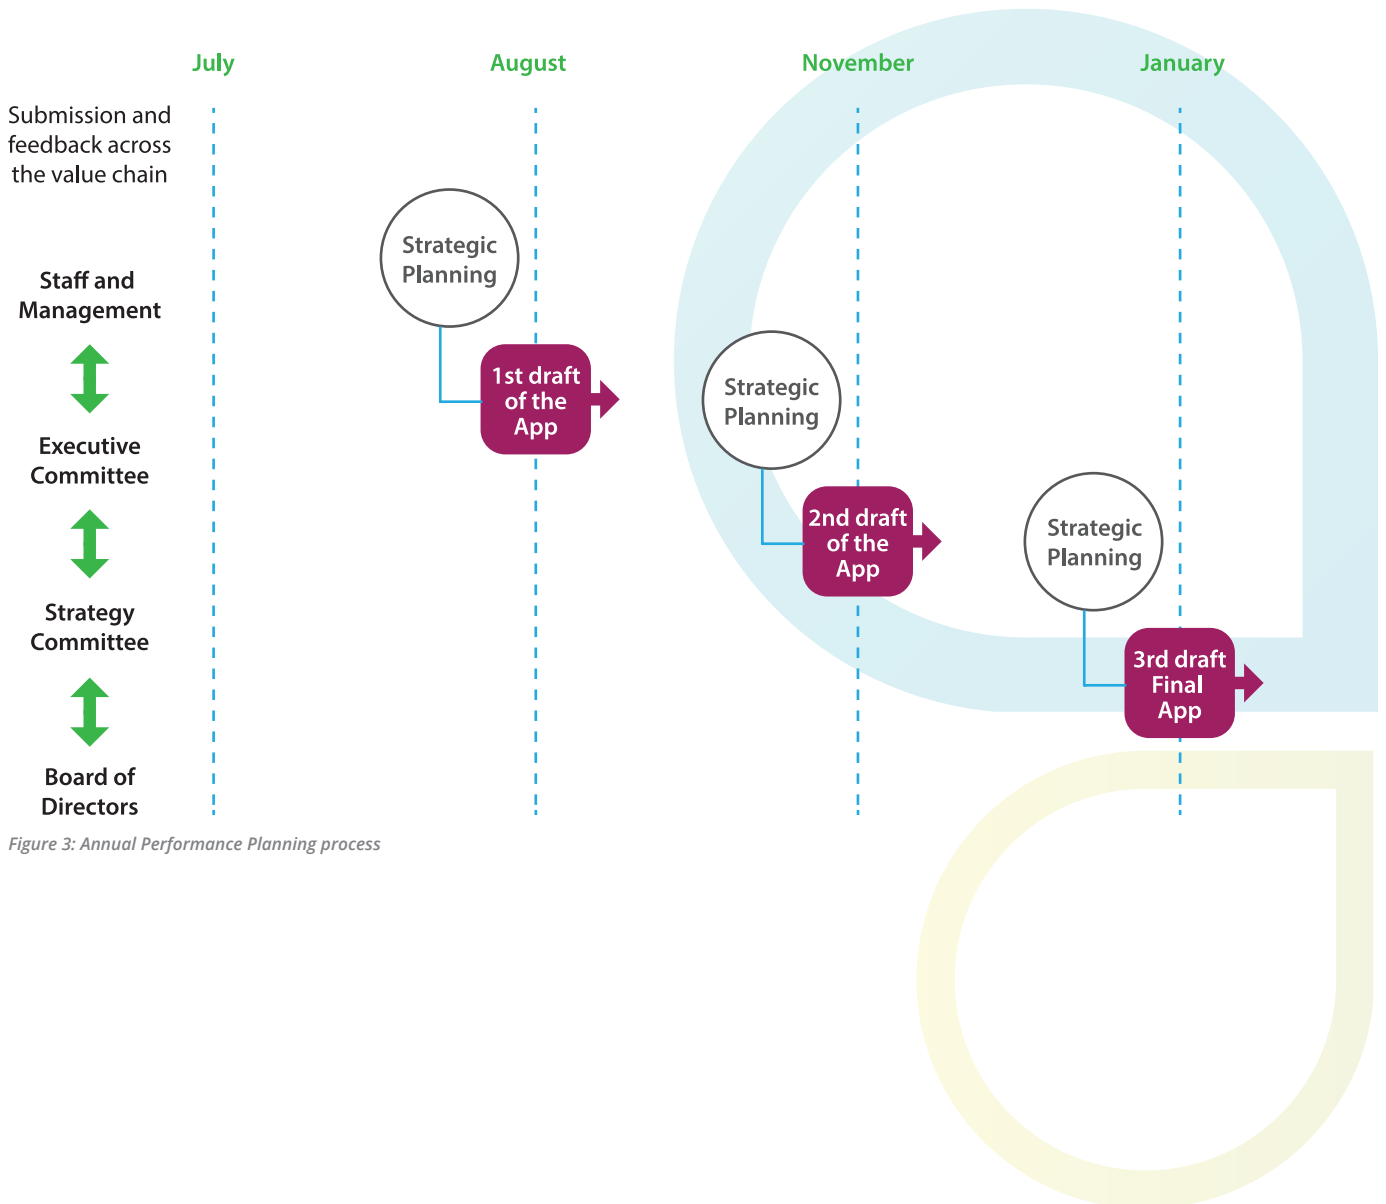 July
August
November
January
Submission and
feedback across
the value chain
Strategic
Planning
Staff and
Management
1st draft
of the
App
Strategic
Planning
Executive
Committee
2nd draft
of the
App
Strategic
Planning
Strategy
Committee
3rd draft
Final
App
Board of
Directors
Figure 3: Annual Performance Planning process